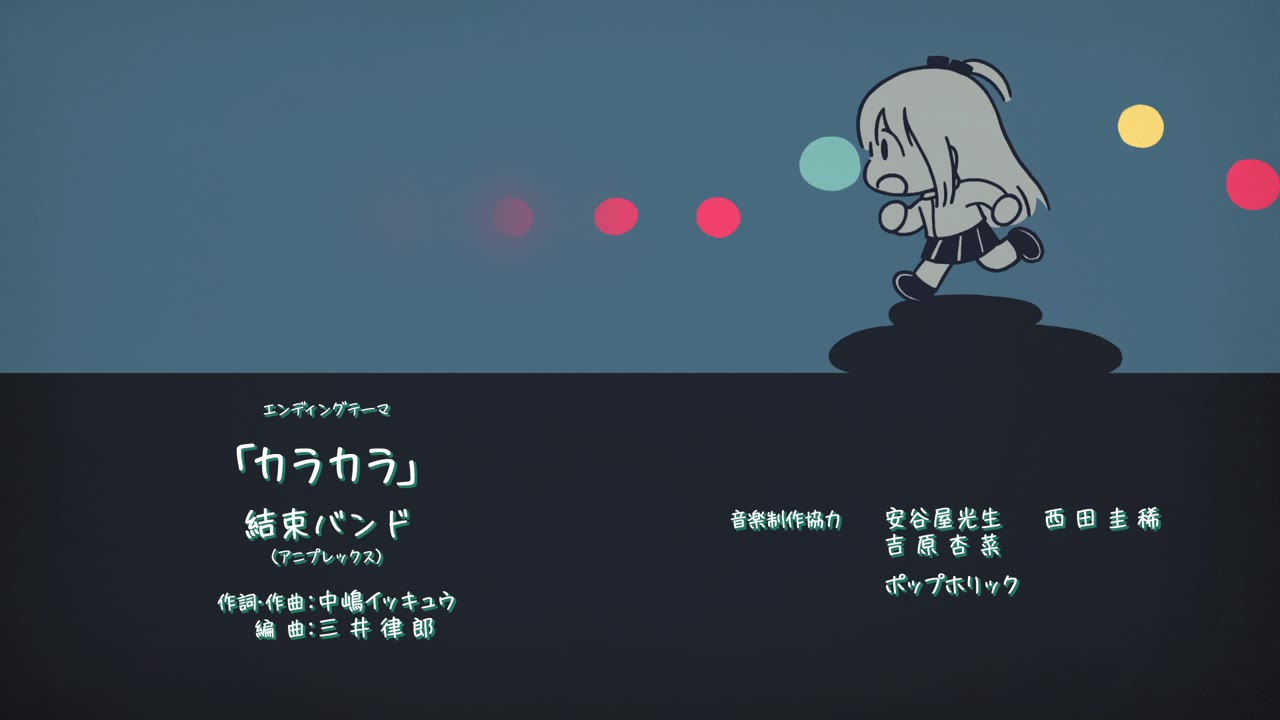 エンディングテーマ
「カラカラ」
結束バンド
(アニプレックス)
作詞・作曲：中嶋イッキュウ
編 曲：三井律郎
音楽制作協力 安谷屋光生 西田圭稀
吉原杏菜
ポップホリック